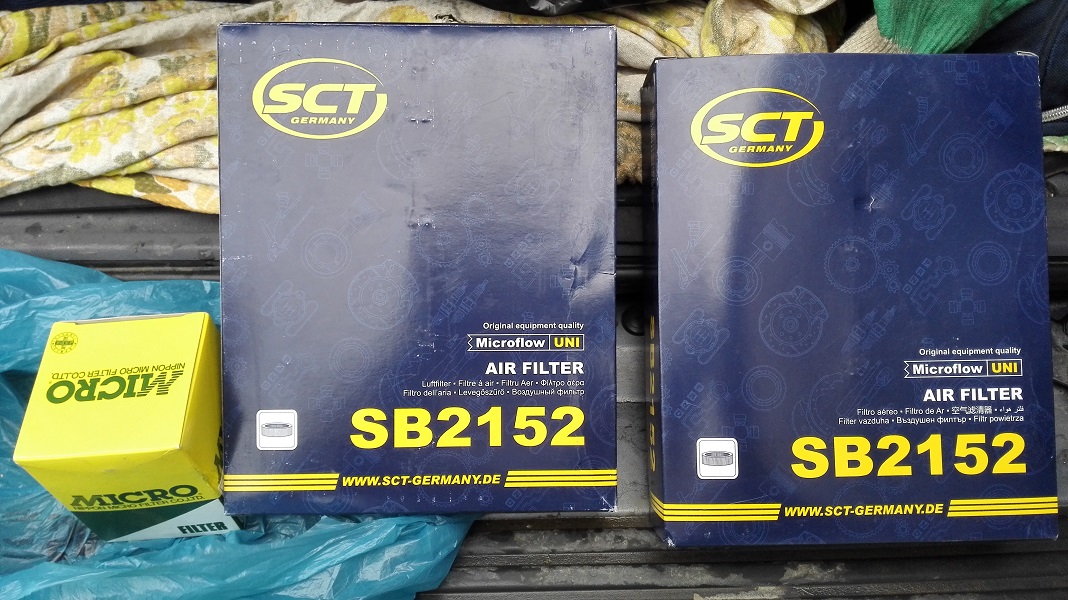 SCT
GERMANY
Original equipment quality
Microflow UNI
AIR FILTER
Luftfilter • Filtre à air • Filtru Aer • Φίλτρο αερα
Filtro dell'aria • Levegőszűrő • Воздушный фильтр
SB2152
WWW.SCT-GERMANY.DE
SCT
GERMANY
Original equipment quality
Microflow UNI
AIR FILTER
Filtro aéreo • Filtro de Ar • 空气滤清器 • فلتر هواء
Filter vazduha • Въздушен филтър • Filtr powietrza
SB2152
WWW.SCT-GERMANY.DE
MICRO
NIPPON MICRO FILTER CO.,LTD.
MICRO
NIPPON MICRO FILTER CO.,LTD.
FILTER